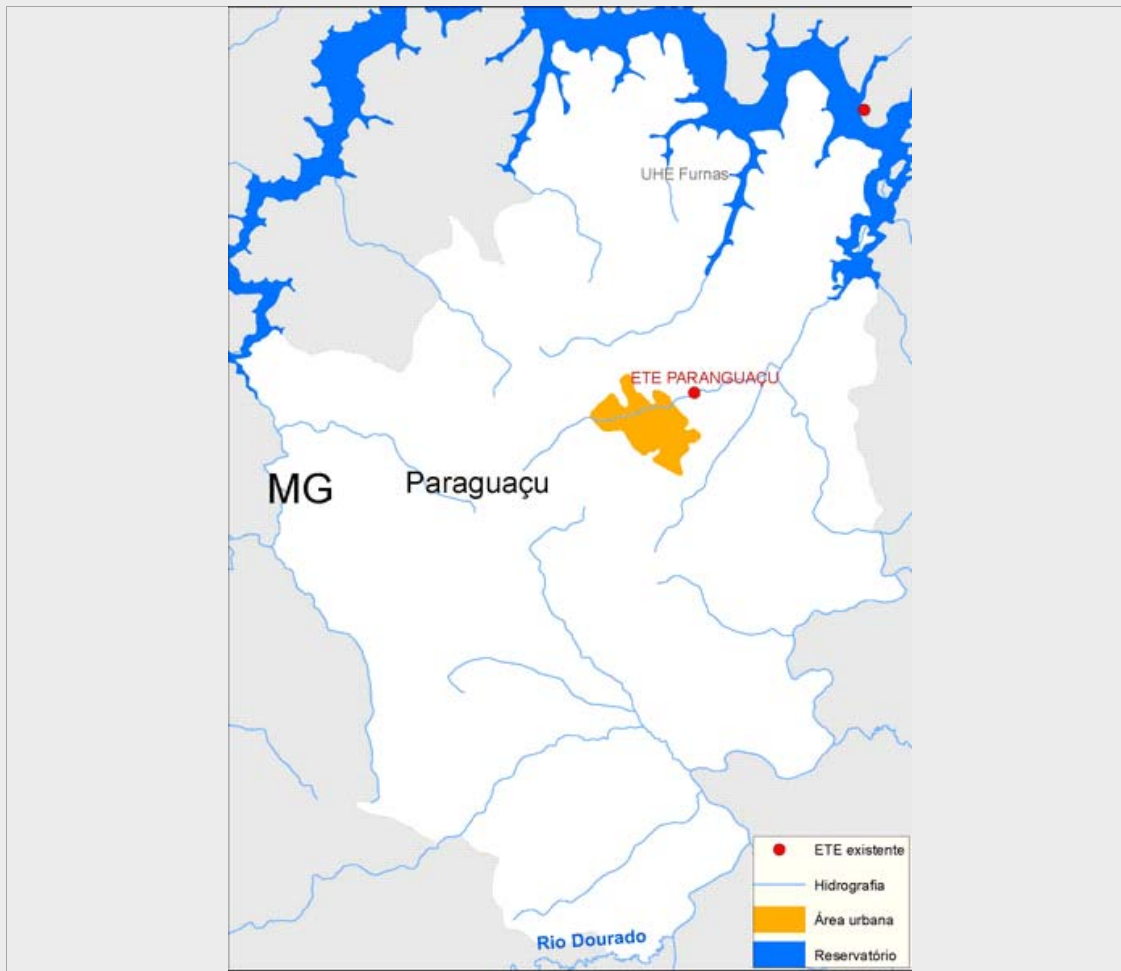 UHE Furnas
ETE PARANGUAÇU
MG
Paraguaçu
Rio Dourado
ETE existente
Hidrografia
Área urbana
Reservatório